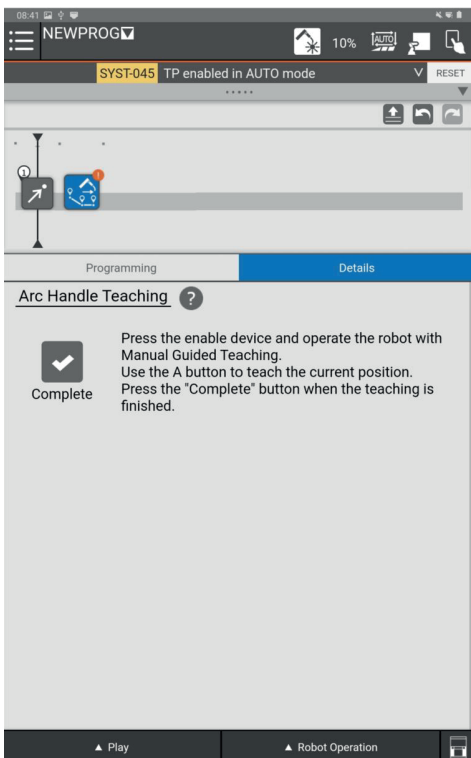 08:41
NEWPROG
10%
AUTO
SYST-045 TP enabled in AUTO mode
RESET
1
!
Programming
Details
Arc Handle Teaching ?
Complete
Press the enable device and operate the robot with
Manual Guided Teaching.
Use the A button to teach the current position.
Press the "Complete" button when the teaching is
finished.
▲ Play
▲ Robot Operation